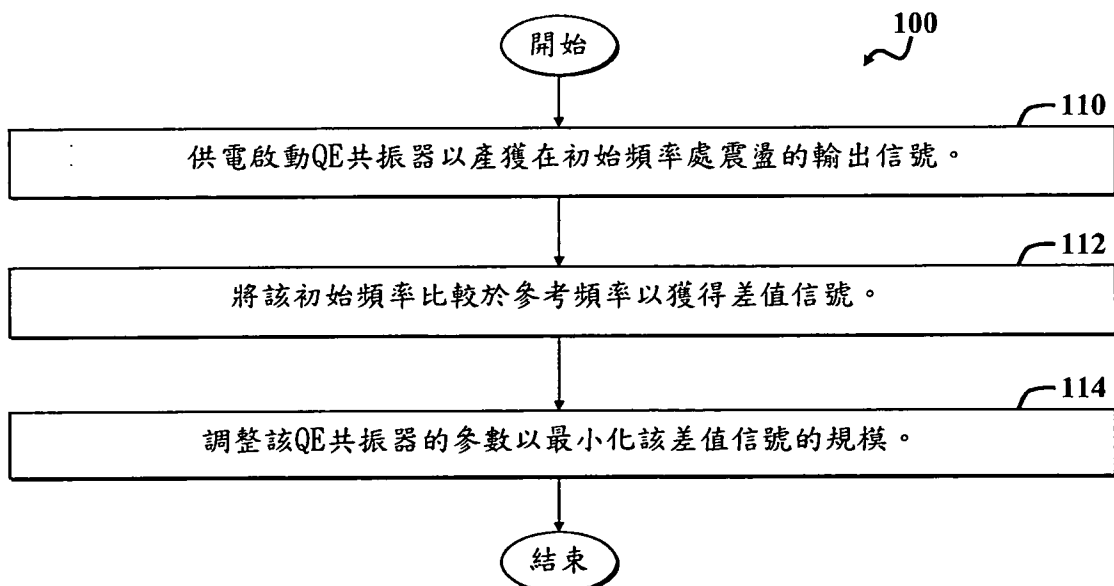 開始
100
110
供電啟動QE共振器以產獲在初始頻率處震盪的輸出信號。
112
將該初始頻率比較於參考頻率以獲得差值信號。
114
調整該QE共振器的參數以最小化該差值信號的規模。
結束